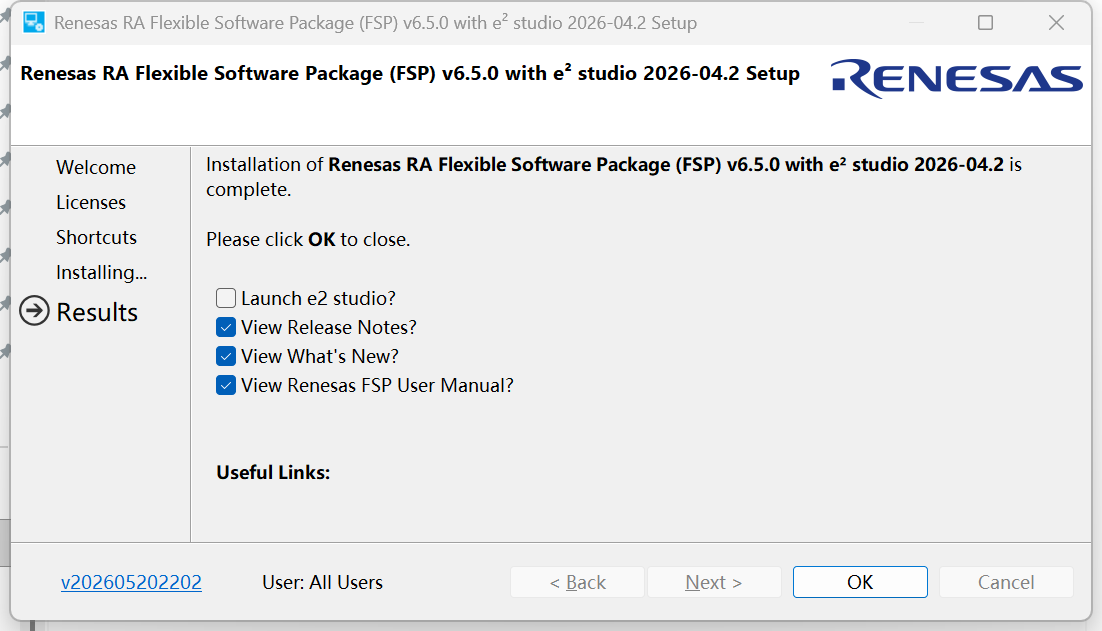 Renesas RA Flexible Software Package (FSP) v6.5.0 with e² studio 2026-04.2 Setup
Renesas RA Flexible Software Package (FSP) v6.5.0 with e² studio 2026-04.2 Setup
RENESAS
Welcome
Licenses
Shortcuts
Installing...
Results
Installation of Renesas RA Flexible Software Package (FSP) v6.5.0 with e² studio 2026-04.2 is
complete.
Please click OK to close.
Launch e2 studio?
View Release Notes?
View What's New?
View Renesas FSP User Manual?
Useful Links:
v202605202202
User: All Users
< Back
Next >
OK
Cancel